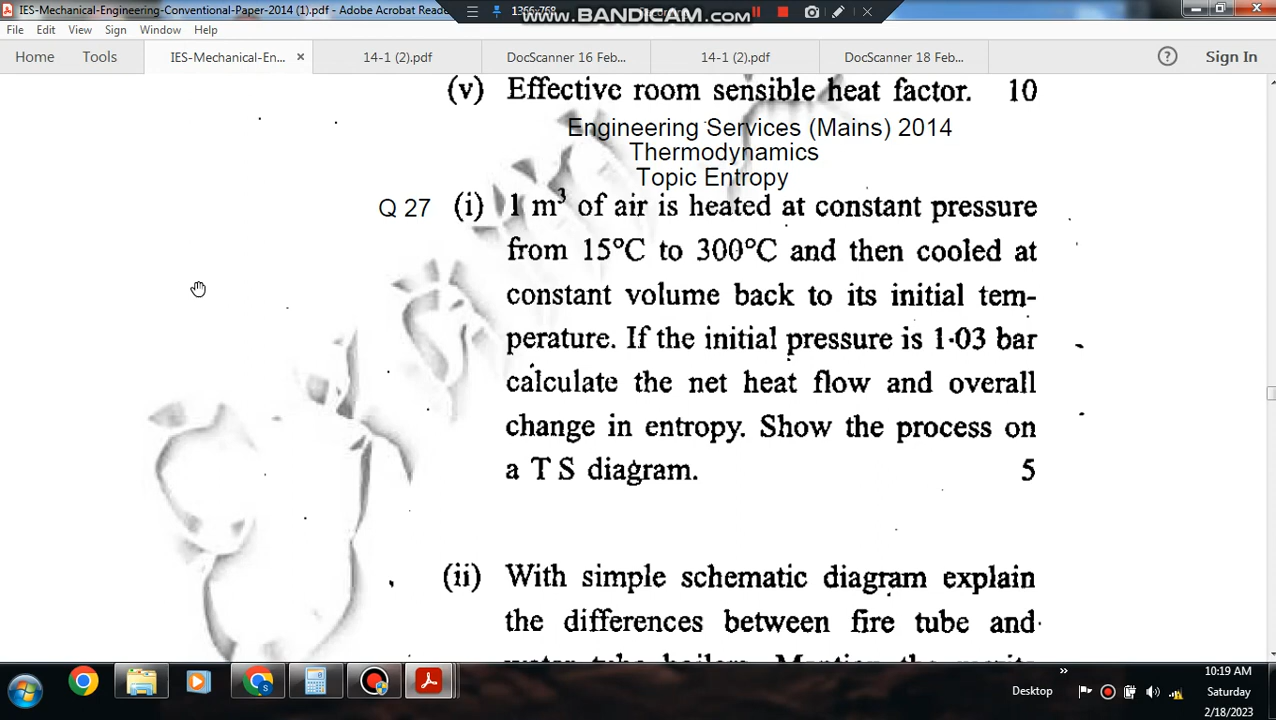 IES-Mechanical-Engineering-Conventional-Paper-2014 (1).pdf - Adobe Acrobat Reade
1366x768
www.BANDICAM.com
File Edit View Sign Window Help
Home Tools IES-Mechanical-En... × 14-1 (2).pdf DocScanner 16 Feb... 14-1 (2).pdf DocScanner 18 Feb... ? Sign In
(v) Effective room sensible heat factor. 10
Engineering Services (Mains) 2014
Thermodynamics
Topic Entropy
Q 27 (i) 1 m³ of air is heated at constant pressure
from 15°C to 300°C and then cooled at
constant volume back to its initial tem-
perature. If the initial pressure is 1·03 bar
calculate the net heat flow and overall
change in entropy. Show the process on
a T S diagram. 5
(ii) With simple schematic diagram explain
the differences between fire tube and
10:19 AM
Desktop »
Saturday
2/18/2023